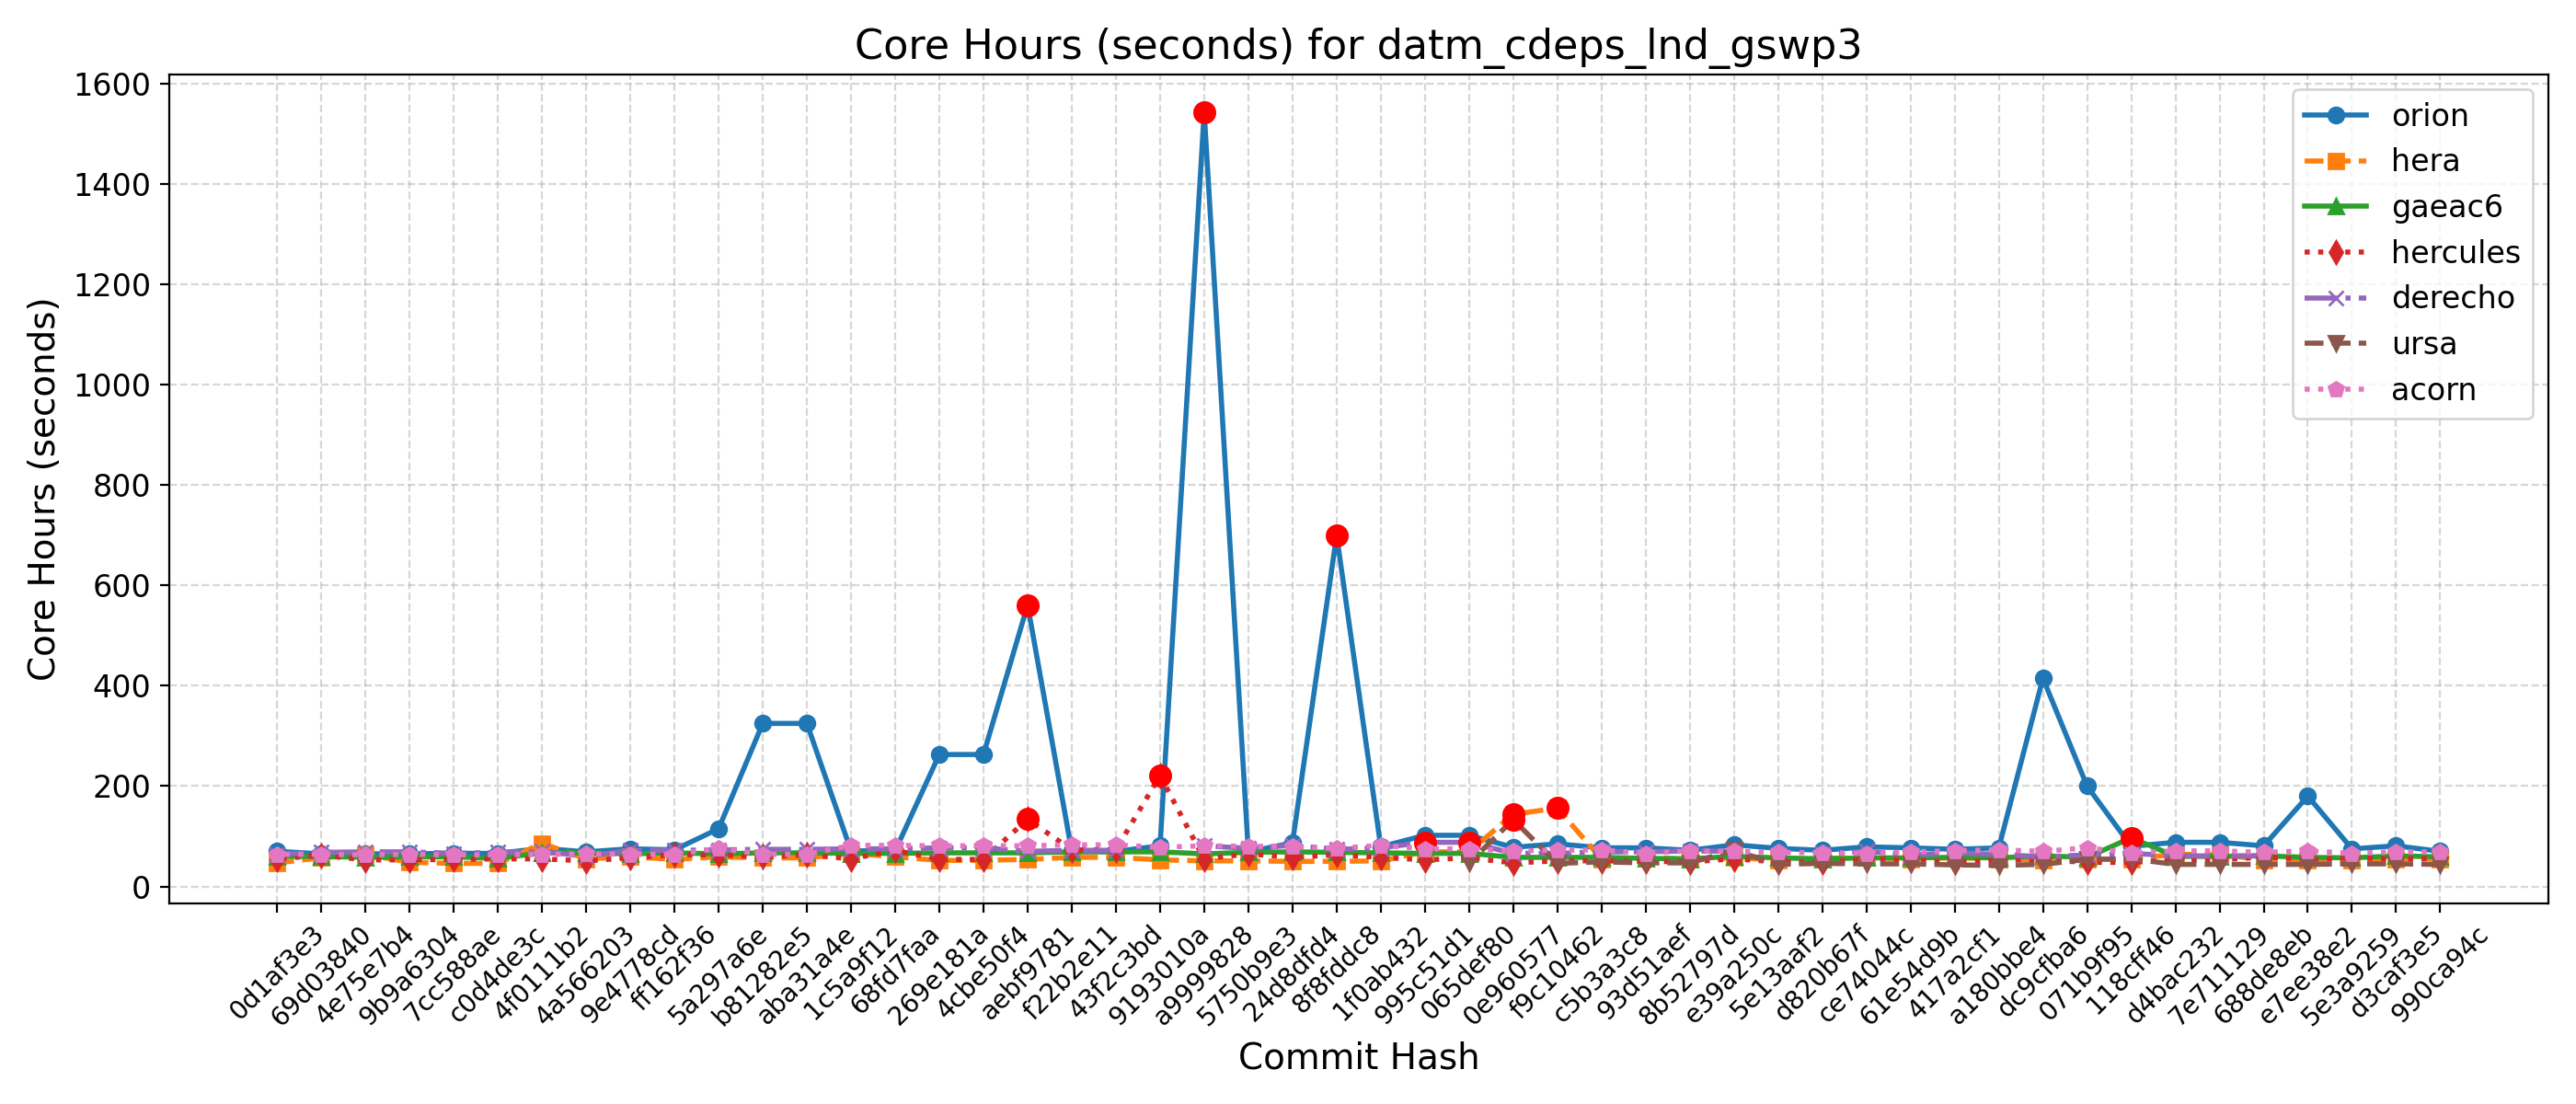 Core Hours (seconds) for datm_cdeps_lnd_gswp3
Core Hours (seconds)
1600
1400
1200
1000
800
600
400
200
0
orion
hera
gaeac6
hercules
derecho
ursa
acorn
0d1af3e3
69d03840
4e75e7b4
9b9a6304
7cc588ae
c0d4de3c
4f0111b2
4a566203
9e4778cd
ff162f36
5a297a6e
b81282e5
aba31a4e
1c5a9f12
68fd7faa
269e181a
4cbe50f4
aebf9781
f22b2e11
43f2c3bd
9193010a
a9999828
5750b9e3
24d8dfd4
8f8fddc8
1f0ab432
995c51d1
065def80
0e960577
f9c10462
c5b3a3c8
93d51aef
8b52797d
e39a250c
5e13aaf2
d820b67f
ce74044c
61e54d9b
417a2cf1
a180bbe4
dc9cfba6
071b9f95
118cff46
d4bac232
7e711129
688de8eb
e7ee38e2
5e3a9259
d3caf3e5
990ca94c
Commit Hash